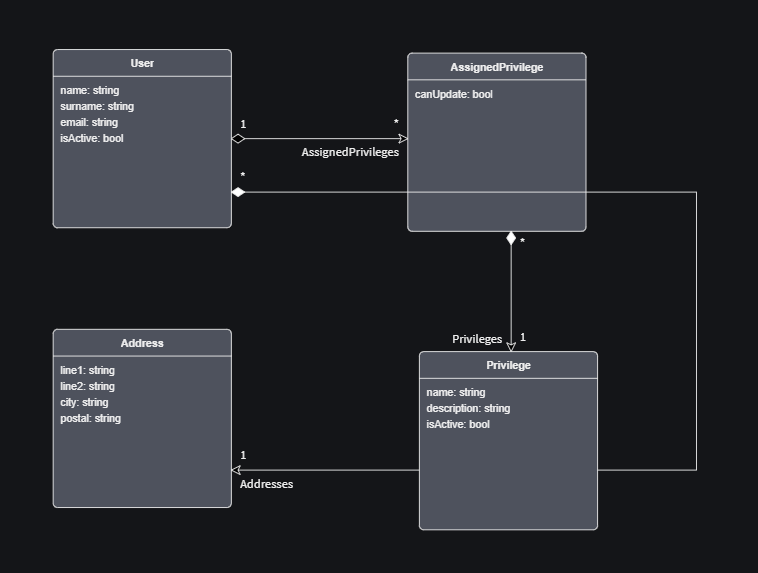 User
name: string
surname: string
email: string
isActive: bool
1
*
AssignedPrivileges
*
AssignedPrivilege
canUpdate: bool
*
Privileges
1
Address
line1: string
line2: string
city: string
postal: string
1
Addresses
Privilege
name: string
description: string
isActive: bool